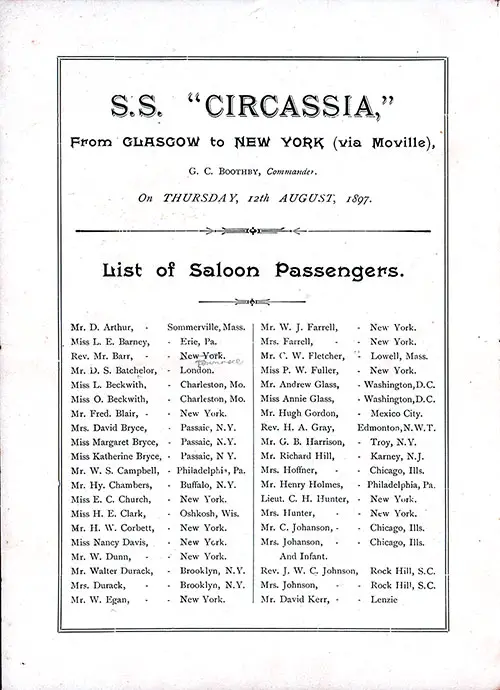 S.S. "CIRCASSIA,"
From GLASGOW to NEW YORK (via Moville),
G. C. BOOTHBY, Commander.
On THURSDAY, 12th AUGUST, 1897.
List of Saloon Passengers.
Mr. D. Arthur, - Sommerville, Mass.
Miss L. E. Barney, - Erie, Pa.
Rev. Mr. Barr, - New York.
Mr. D. S. Batchelor, - London.
Miss L. Beckwith, - Charleston, Mo.
Miss O. Beckwith, - Charleston, Mo.
Mr. Fred. Blair, - - New York.
Mrs. David Bryce, - Passaic, N.Y.
Miss Margaret Bryce, - Passaic, N.Y.
Miss Katherine Bryce, - Passaic, N Y.
Mr. W. S. Campbell, - Philadelphia, Pa.
Mr. Hy. Chambers, - Buffalo, N.Y.
Miss E. C. Church, - New York.
Miss H. E. Clark, - Oshkosh, Wis.
Mr. H. W. Corbett, - New York.
Miss Nancy Davis, - New York.
Mr. W. Dunn, - - New York.
Mr. Walter Durack, - Brooklyn, N.Y.
Mrs. Durack, - - Brooklyn, N.Y.
Mr. W. Egan, - - New York.
Mr. W. J. Farrell, - New York.
Mrs. Farrell, - - New York.
Mr. C. W. Fletcher, - Lowell, Mass.
Miss P. W. Fuller, - New York.
Mr. Andrew Glass, - Washington, D.C.
Miss Annie Glass, - Washington, D.C.
Mr. Hugh Gordon, - Mexico City.
Rev. H. A. Gray, Edmonton, N.W.T.
Mr. G. B. Harrison, - Troy, N.Y.
Mr. Richard Hill, - Karney, N.J.
Mrs. Hoffner, - - Chicago, Ills.
Mr. Henry Holmes, - Philadelphia, Pa.
Lieut. C. H. Hunter, - New York.
Mrs. Hunter, - - New York.
Mr. C. Johanson, - - Chicago, Ills.
Mrs. Johanson, - - Chicago, Ills.
And Infant.
Rev. J. W. C. Johnson, Rock Hill, S.C.
Mrs. Johnson, - - Rock Hill, S.C.
Mr. David Kerr, - - Lenzie